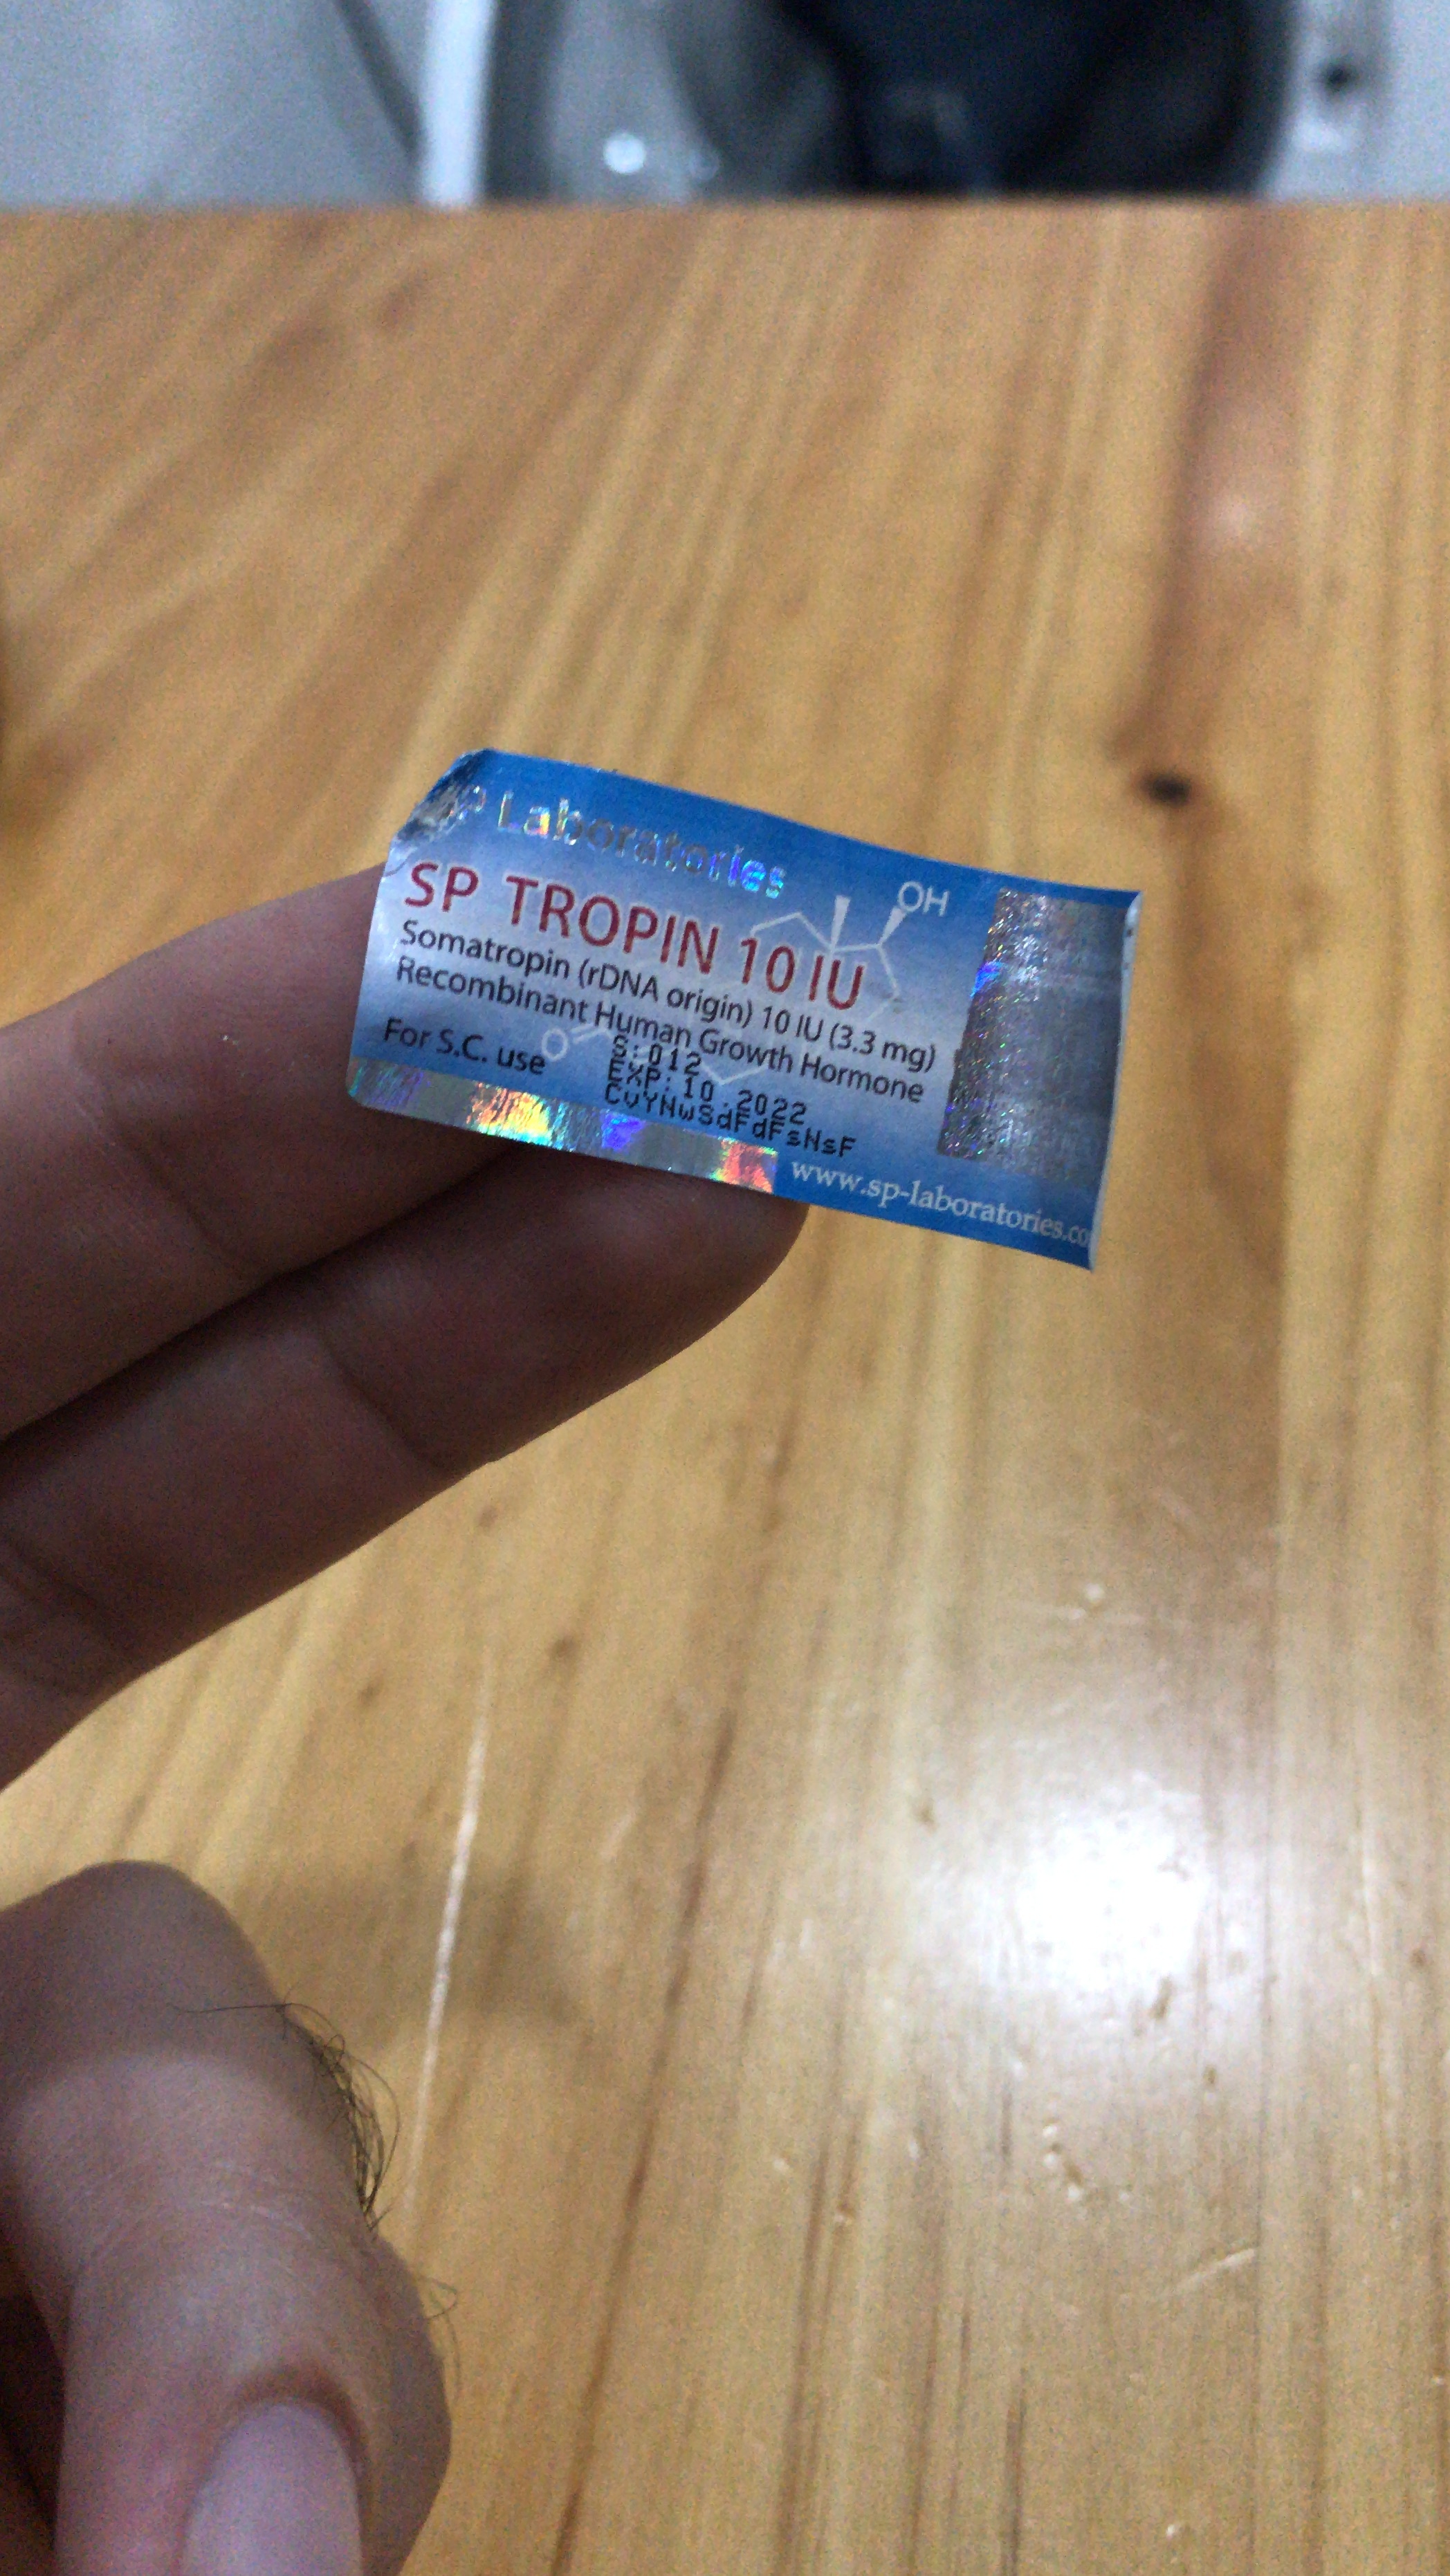 SP Laboratories
OH
SP TROPIN 10 IU
Somatropin (rDNA origin) 10 IU (3.3 mg)
Recombinant Human Growth Hormone
For S.C. use
O
S:012
EXP:10.2022
CvYNwSdFdFsNsF
www.sp-laboratories.co